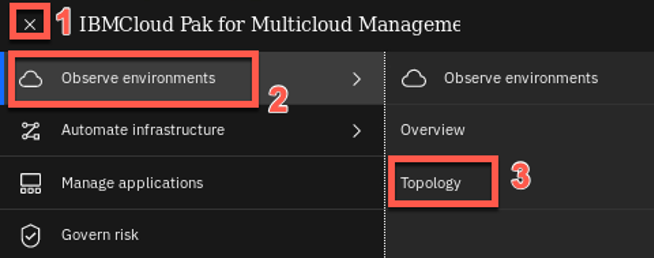 1 IBMCloud Pak for Multicloud Manageme
Observe environments
2
Automate infrastructure
Manage applications
Govern risk
Observe environments
Overview
Topology
3